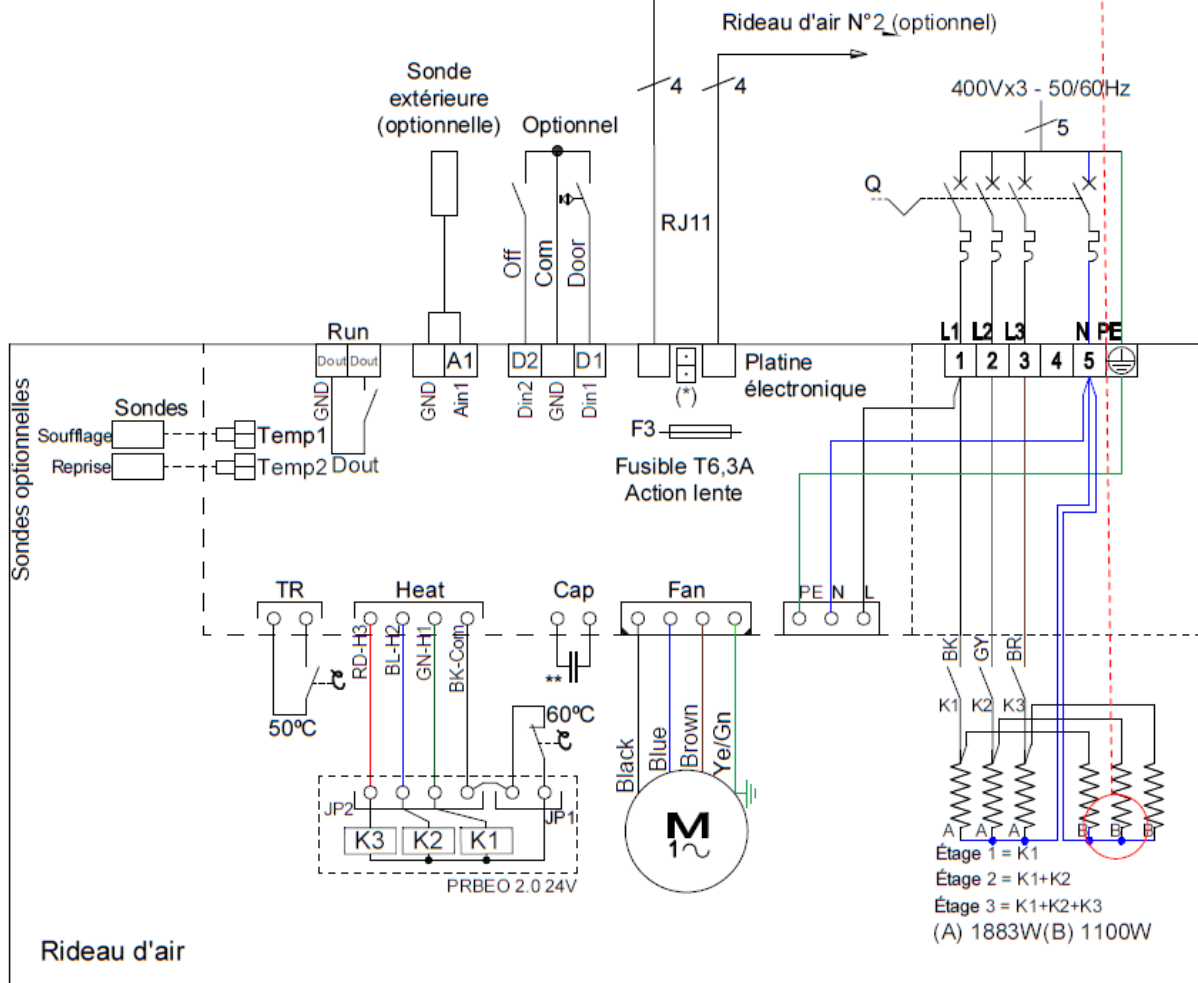 Rideau d'air N°2 (optionnel)
4
4
Sonde
extérieure
(optionnelle)
Optionnel
400Vx3 - 50/60Hz
5
Q
RJ11
Off
Com
Door
Run
L1 L2 L3 N PE
Dout Dout
A1
D2
D1
1 2 3 4 5
GND
GND
Ain1
Din2
GND
Din1
(*)
Platine
électronique
Sondes optionnelles
Sondes
Soufflage
Temp1
Reprise
Temp2
Dout
F3
Fusible T6,3A
Action lente
TR
Heat
Cap
Fan
PE N L
RD-H3
BL-H2
GN-H1
BK-Com
**
50ºC
60ºC
Black
Blue
Brown
Ye/Gn
BK
GY
BR
K1
K2
K3
JP2
JP1
K3
K2
K1
PRBEO 2.0 24V
M
1~
A A A B B B
Étage 1 = K1
Étage 2 = K1+K2
Étage 3 = K1+K2+K3
(A) 1883W(B) 1100W
Rideau d'air